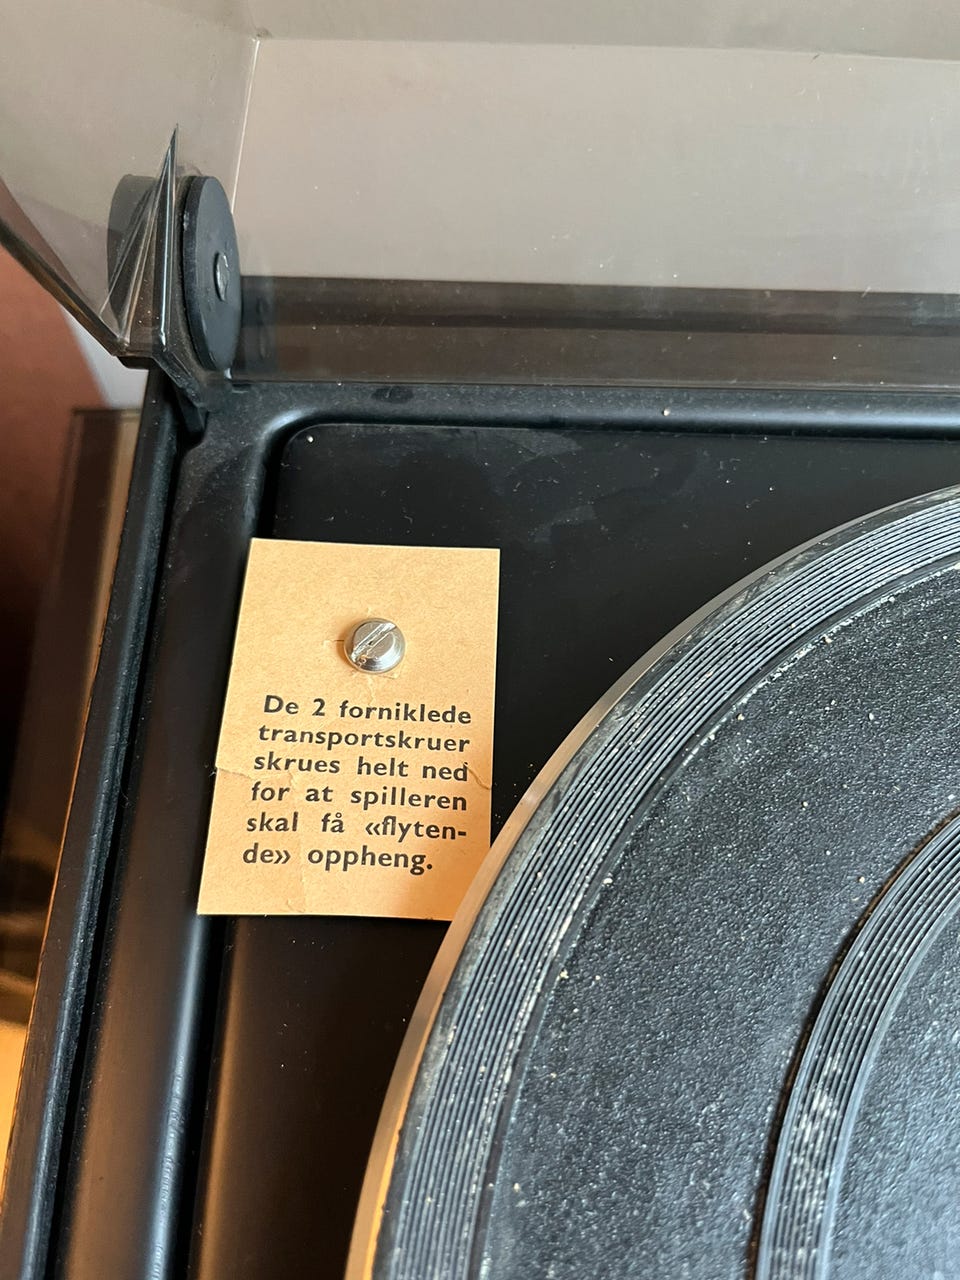 De 2 forniklede
transportskruer
skrues helt ned
for at spilleren
skal få «flyten-
de» oppheng.